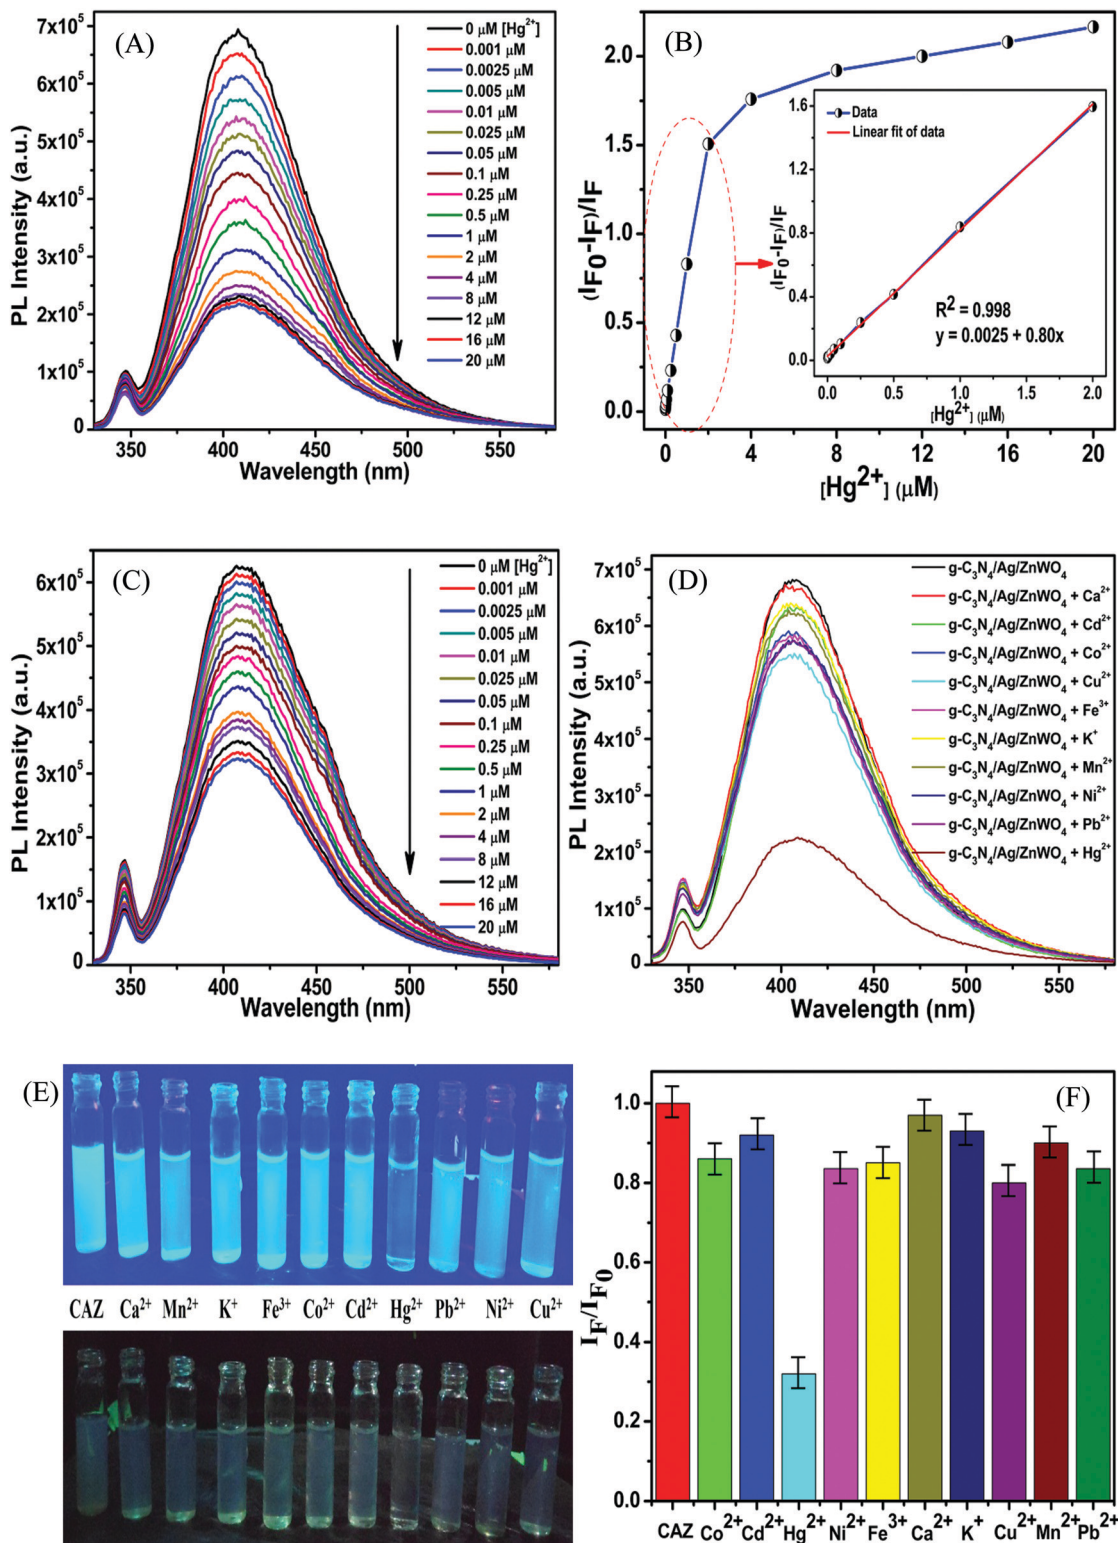 (A)
PL Intensity (a.u.)
7x10⁵
6x10⁵
5x10⁵
4x10⁵
3x10⁵
2x10⁵
1x10⁵
0
350 400 450 500 550
Wavelength (nm)
0 μM [Hg²⁺]
0.001 μM
0.0025 μM
0.005 μM
0.01 μM
0.025 μM
0.05 μM
0.1 μM
0.25 μM
0.5 μM
1 μM
2 μM
4 μM
8 μM
12 μM
16 μM
20 μM
(B)
(I_F0-I_F)/I_F
2.0
1.5
1.0
0.5
0.0
0 4 8 12 16 20
[Hg²⁺] (μM)
Data
Linear fit of data
(I_F0-I_F)/I_F
1.6
1.2
0.8
0.4
0.0
R² = 0.998
y = 0.0025 + 0.80x
0.0 0.5 1.0 1.5 2.0
[Hg²⁺] (μM)
(C)
PL Intensity (a.u.)
6x10⁵
5x10⁵
4x10⁵
3x10⁵
2x10⁵
1x10⁵
0
350 400 450 500 550
Wavelength (nm)
0 μM [Hg²⁺]
0.001 μM
0.0025 μM
0.005 μM
0.01 μM
0.025 μM
0.05 μM
0.1 μM
0.25 μM
0.5 μM
1 μM
2 μM
4 μM
8 μM
12 μM
16 μM
20 μM
(D)
PL Intensity (a.u.)
7x10⁵
6x10⁵
5x10⁵
4x10⁵
3x10⁵
2x10⁵
1x10⁵
0
350 400 450 500 550
Wavelength (nm)
g-C₃N₄/Ag/ZnWO₄
g-C₃N₄/Ag/ZnWO₄ + Ca²⁺
g-C₃N₄/Ag/ZnWO₄ + Cd²⁺
g-C₃N₄/Ag/ZnWO₄ + Co²⁺
g-C₃N₄/Ag/ZnWO₄ + Cu²⁺
g-C₃N₄/Ag/ZnWO₄ + Fe³⁺
g-C₃N₄/Ag/ZnWO₄ + K⁺
g-C₃N₄/Ag/ZnWO₄ + Mn²⁺
g-C₃N₄/Ag/ZnWO₄ + Ni²⁺
g-C₃N₄/Ag/ZnWO₄ + Pb²⁺
g-C₃N₄/Ag/ZnWO₄ + Hg²⁺
(E)
CAZ Ca²⁺ Mn²⁺ K⁺ Fe³⁺ Co²⁺ Cd²⁺ Hg²⁺ Pb²⁺ Ni²⁺ Cu²⁺
(F)
I_F/I_F0
1.0
0.8
0.6
0.4
0.2
0.0
CAZ Co²⁺ Cd²⁺ Hg²⁺ Ni²⁺ Fe³⁺ Ca²⁺ K⁺ Cu²⁺ Mn²⁺ Pb²⁺